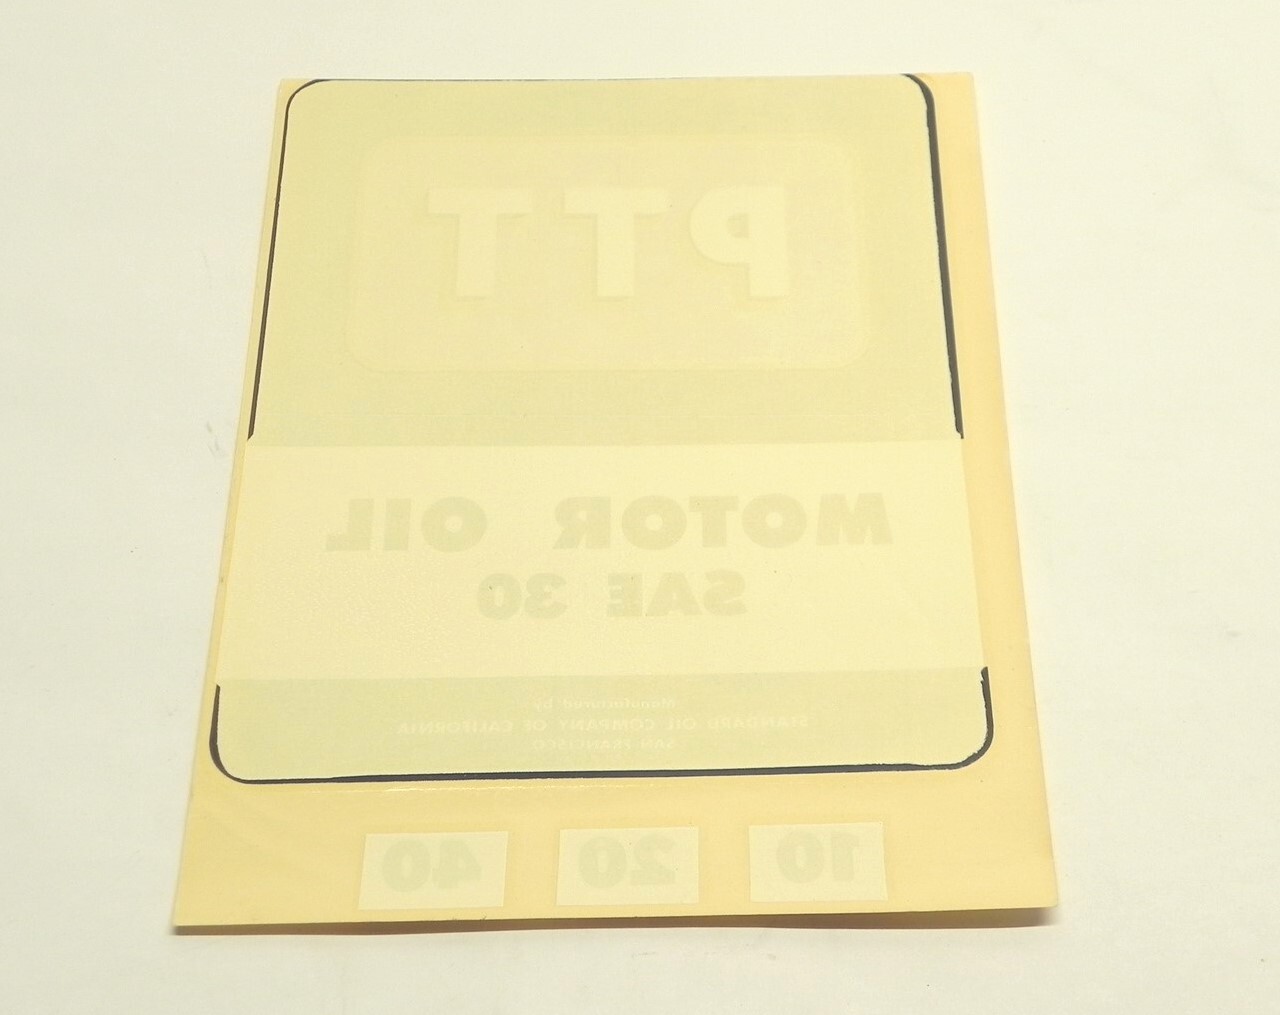 PTT
MOTOR OIL
SAE 30
Manufactured by
STANDARD OIL COMPANY OF CALIFORNIA
SAN FRANCISCO
10 20 40